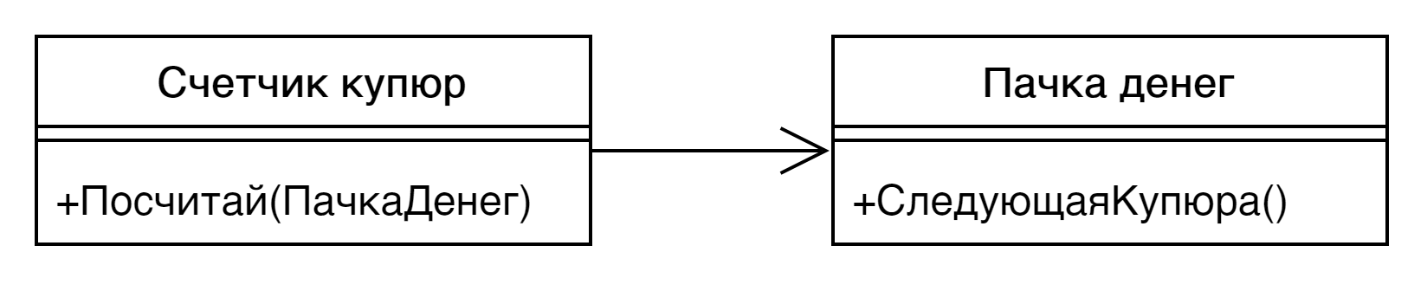 Счетчик купюр
+Посчитай(ПачкаДенег)
Пачка денег
+СледующаяКупюра()